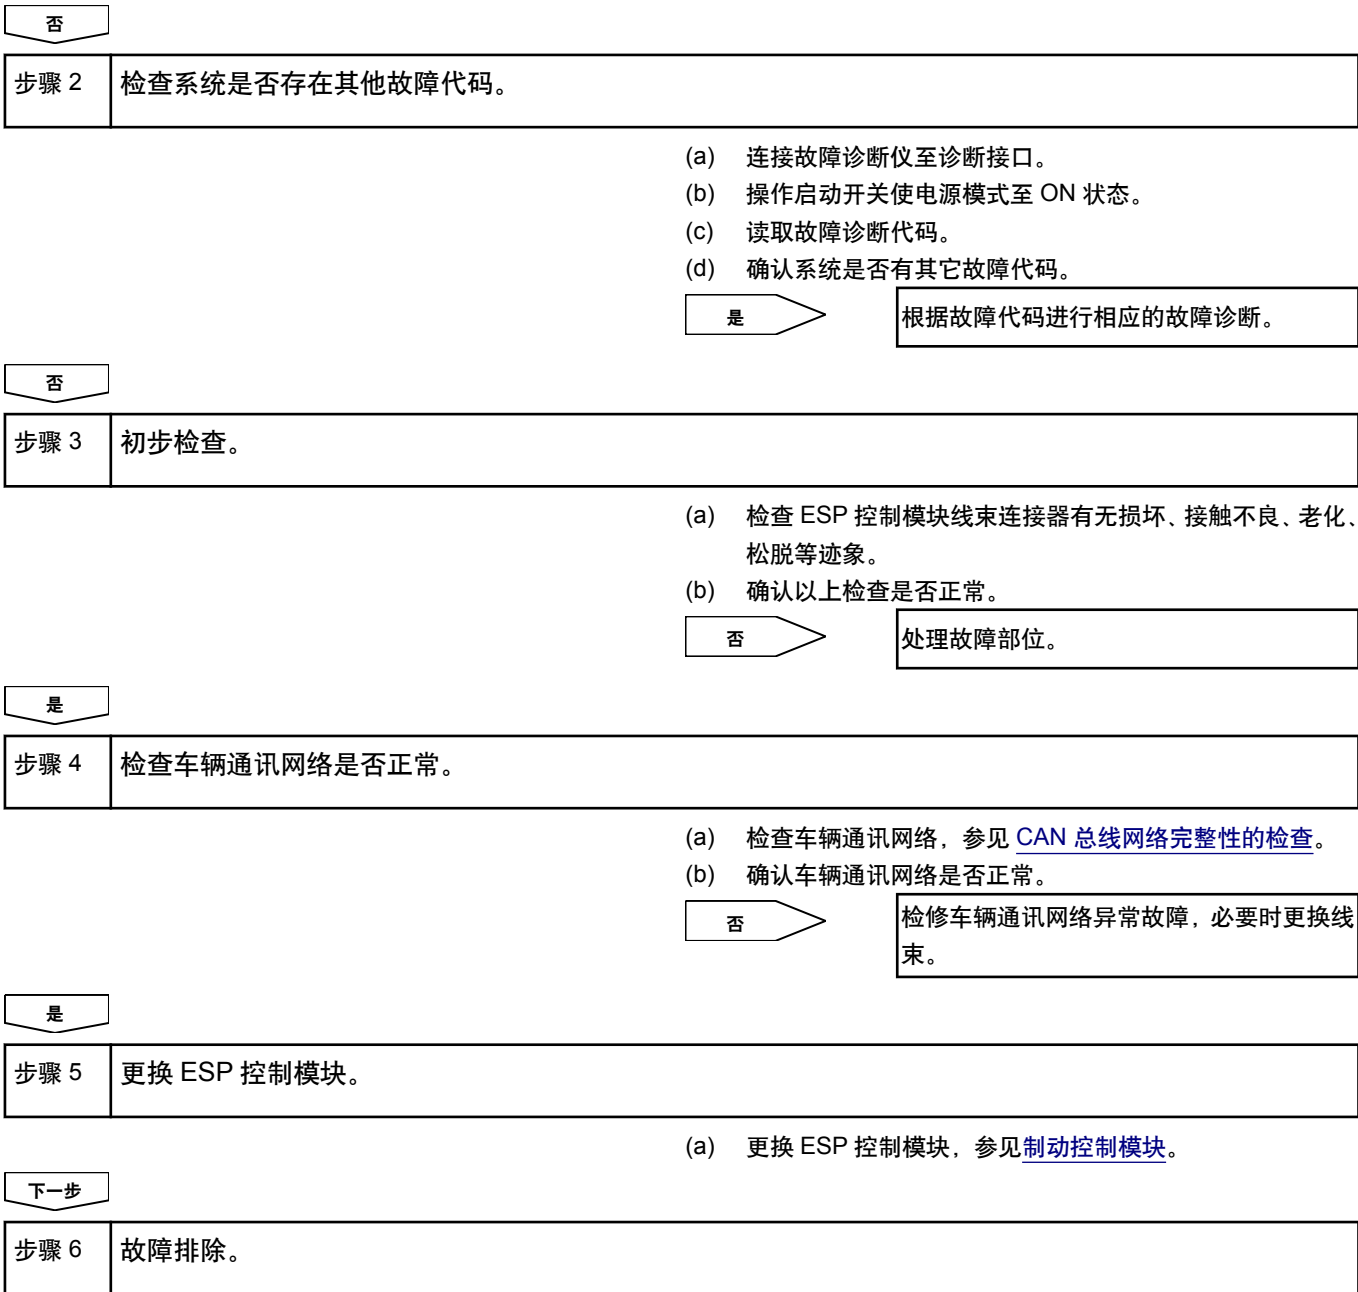 否
步骤 2 检查系统是否存在其他故障代码。
(a) 连接故障诊断仪至诊断接口。
(b) 操作启动开关使电源模式至 ON 状态。
(c) 读取故障诊断代码。
(d) 确认系统是否有其它故障代码。
是 根据故障代码进行相应的故障诊断。
否
步骤 3 初步检查。
(a) 检查 ESP 控制模块线束连接器有无损坏、接触不良、老化、
松脱等迹象。
(b) 确认以上检查是否正常。
否 处理故障部位。
是
步骤 4 检查车辆通讯网络是否正常。
(a) 检查车辆通讯网络，参见 CAN 总线网络完整性的检查。
(b) 确认车辆通讯网络是否正常。
否 检修车辆通讯网络异常故障，必要时更换线
束。
是
步骤 5 更换 ESP 控制模块。
(a) 更换 ESP 控制模块，参见制动控制模块。
下一步
步骤 6 故障排除。